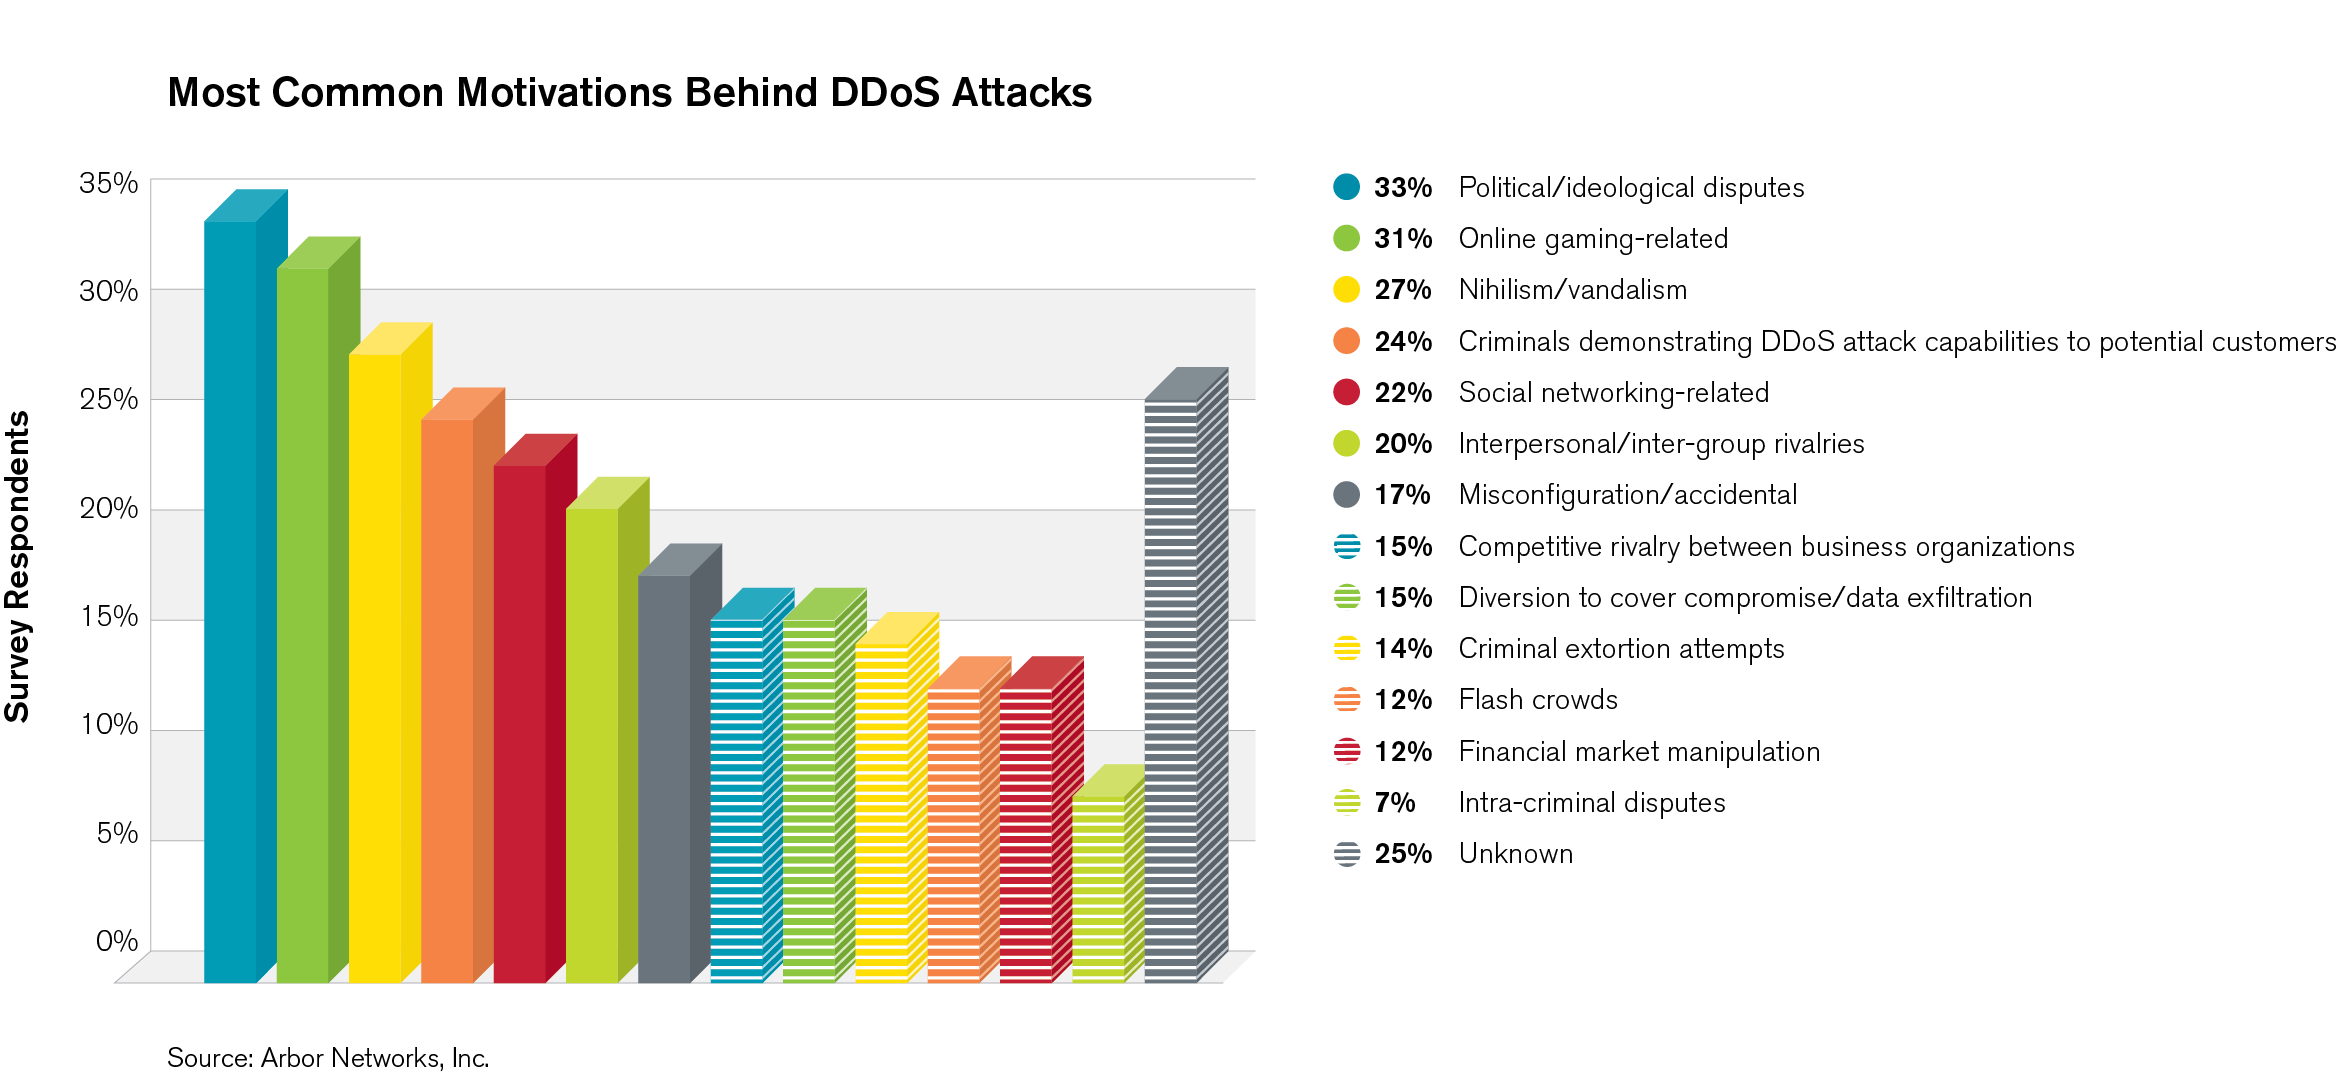 Most Common Motivations Behind DDoS Attacks
Survey Respondents
35%
30%
25%
20%
15%
10%
5%
0%
33% Political/ideological disputes
31% Online gaming-related
27% Nihilism/vandalism
24% Criminals demonstrating DDoS attack capabilities to potential customers
22% Social networking-related
20% Interpersonal/inter-group rivalries
17% Misconfiguration/accidental
15% Competitive rivalry between business organizations
15% Diversion to cover compromise/data exfiltration
14% Criminal extortion attempts
12% Flash crowds
12% Financial market manipulation
7% Intra-criminal disputes
25% Unknown
Source: Arbor Networks, Inc.